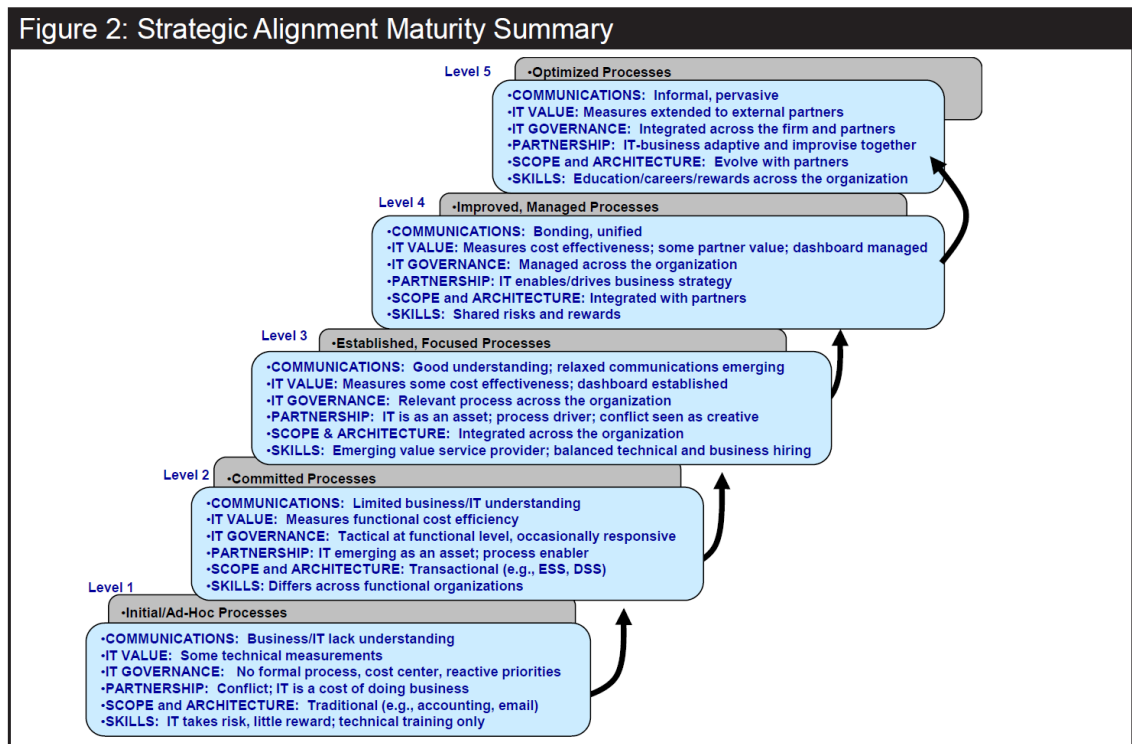 Figure 2: Strategic Alignment Maturity Summary
Level 5
•Optimized Processes
•COMMUNICATIONS: Informal, pervasive
•IT VALUE: Measures extended to external partners
•IT GOVERNANCE: Integrated across the firm and partners
•PARTNERSHIP: IT-business adaptive and improvise together
•SCOPE and ARCHITECTURE: Evolve with partners
•SKILLS: Education/careers/rewards across the organization
Level 4
•Improved, Managed Processes
•COMMUNICATIONS: Bonding, unified
•IT VALUE: Measures cost effectiveness; some partner value; dashboard managed
•IT GOVERNANCE: Managed across the organization
•PARTNERSHIP: IT enables/drives business strategy
•SCOPE and ARCHITECTURE: Integrated with partners
•SKILLS: Shared risks and rewards
Level 3
•Established, Focused Processes
•COMMUNICATIONS: Good understanding; relaxed communications emerging
•IT VALUE: Measures some cost effectiveness; dashboard established
•IT GOVERNANCE: Relevant process across the organization
•PARTNERSHIP: IT is as an asset; process driver; conflict seen as creative
•SCOPE & ARCHITECTURE: Integrated across the organization
•SKILLS: Emerging value service provider; balanced technical and business hiring
Level 2
•Committed Processes
•COMMUNICATIONS: Limited business/IT understanding
•IT VALUE: Measures functional cost efficiency
•IT GOVERNANCE: Tactical at functional level, occasionally responsive
•PARTNERSHIP: IT emerging as an asset; process enabler
•SCOPE and ARCHITECTURE: Transactional (e.g., ESS, DSS)
•SKILLS: Differs across functional organizations
Level 1
•Initial/Ad-Hoc Processes
•COMMUNICATIONS: Business/IT lack understanding
•IT VALUE: Some technical measurements
•IT GOVERNANCE: No formal process, cost center, reactive priorities
•PARTNERSHIP: Conflict; IT is a cost of doing business
•SCOPE and ARCHITECTURE: Traditional (e.g., accounting, email)
•SKILLS: IT takes risk, little reward; technical training only